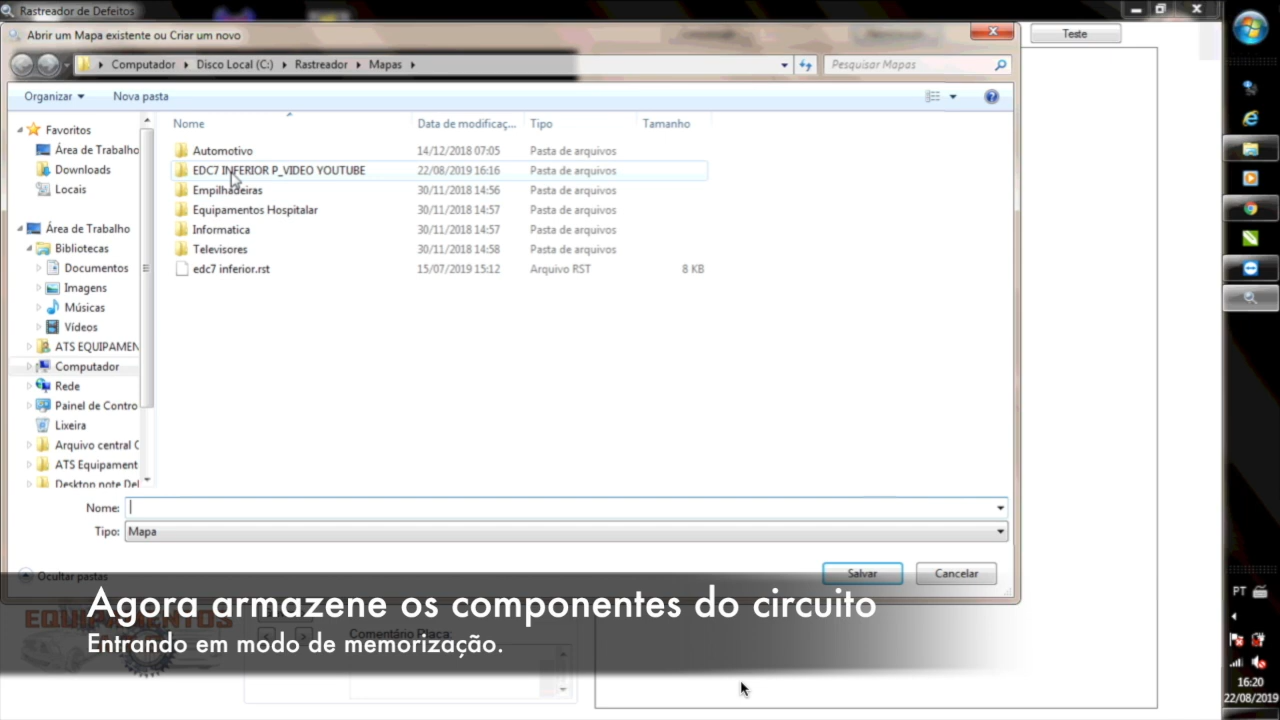 Rastreador de Defeitos
Abrir um Mapa existente ou Criar um novo
Teste
Computador Disco Local (C:) Rastreador Mapas
Pesquisar Mapas
Organizar Nova pasta
Nome Data de modificaç... Tipo Tamanho
Favoritos
Área de Trabalho
Downloads
Locais
Área de Trabalho
Bibliotecas
Documentos
Imagens
Músicas
Vídeos
ATS EQUIPAMEN
Computador
Rede
Painel de Contro
Lixeira
Arquivo central C
ATS Equipament
Desktop note Del
Automotivo 14/12/2018 07:05 Pasta de arquivos
EDC7 INFERIOR P_VIDEO YOUTUBE 22/08/2019 16:16 Pasta de arquivos
Empilhadeiras 30/11/2018 14:56 Pasta de arquivos
Equipamentos Hospitalar 30/11/2018 14:57 Pasta de arquivos
Informatica 30/11/2018 14:57 Pasta de arquivos
Televisores 30/11/2018 14:58 Pasta de arquivos
edc7 inferior.rst 15/07/2019 15:12 Arquivo RST 8 KB
Nome:
Tipo: Mapa
Ocultar pastas
Salvar Cancelar
Agora armazene os componentes do circuito
Entrando em modo de memorização.
EQUIPAMENTOS
Comentário Placa:
PT
16:20
22/08/2019